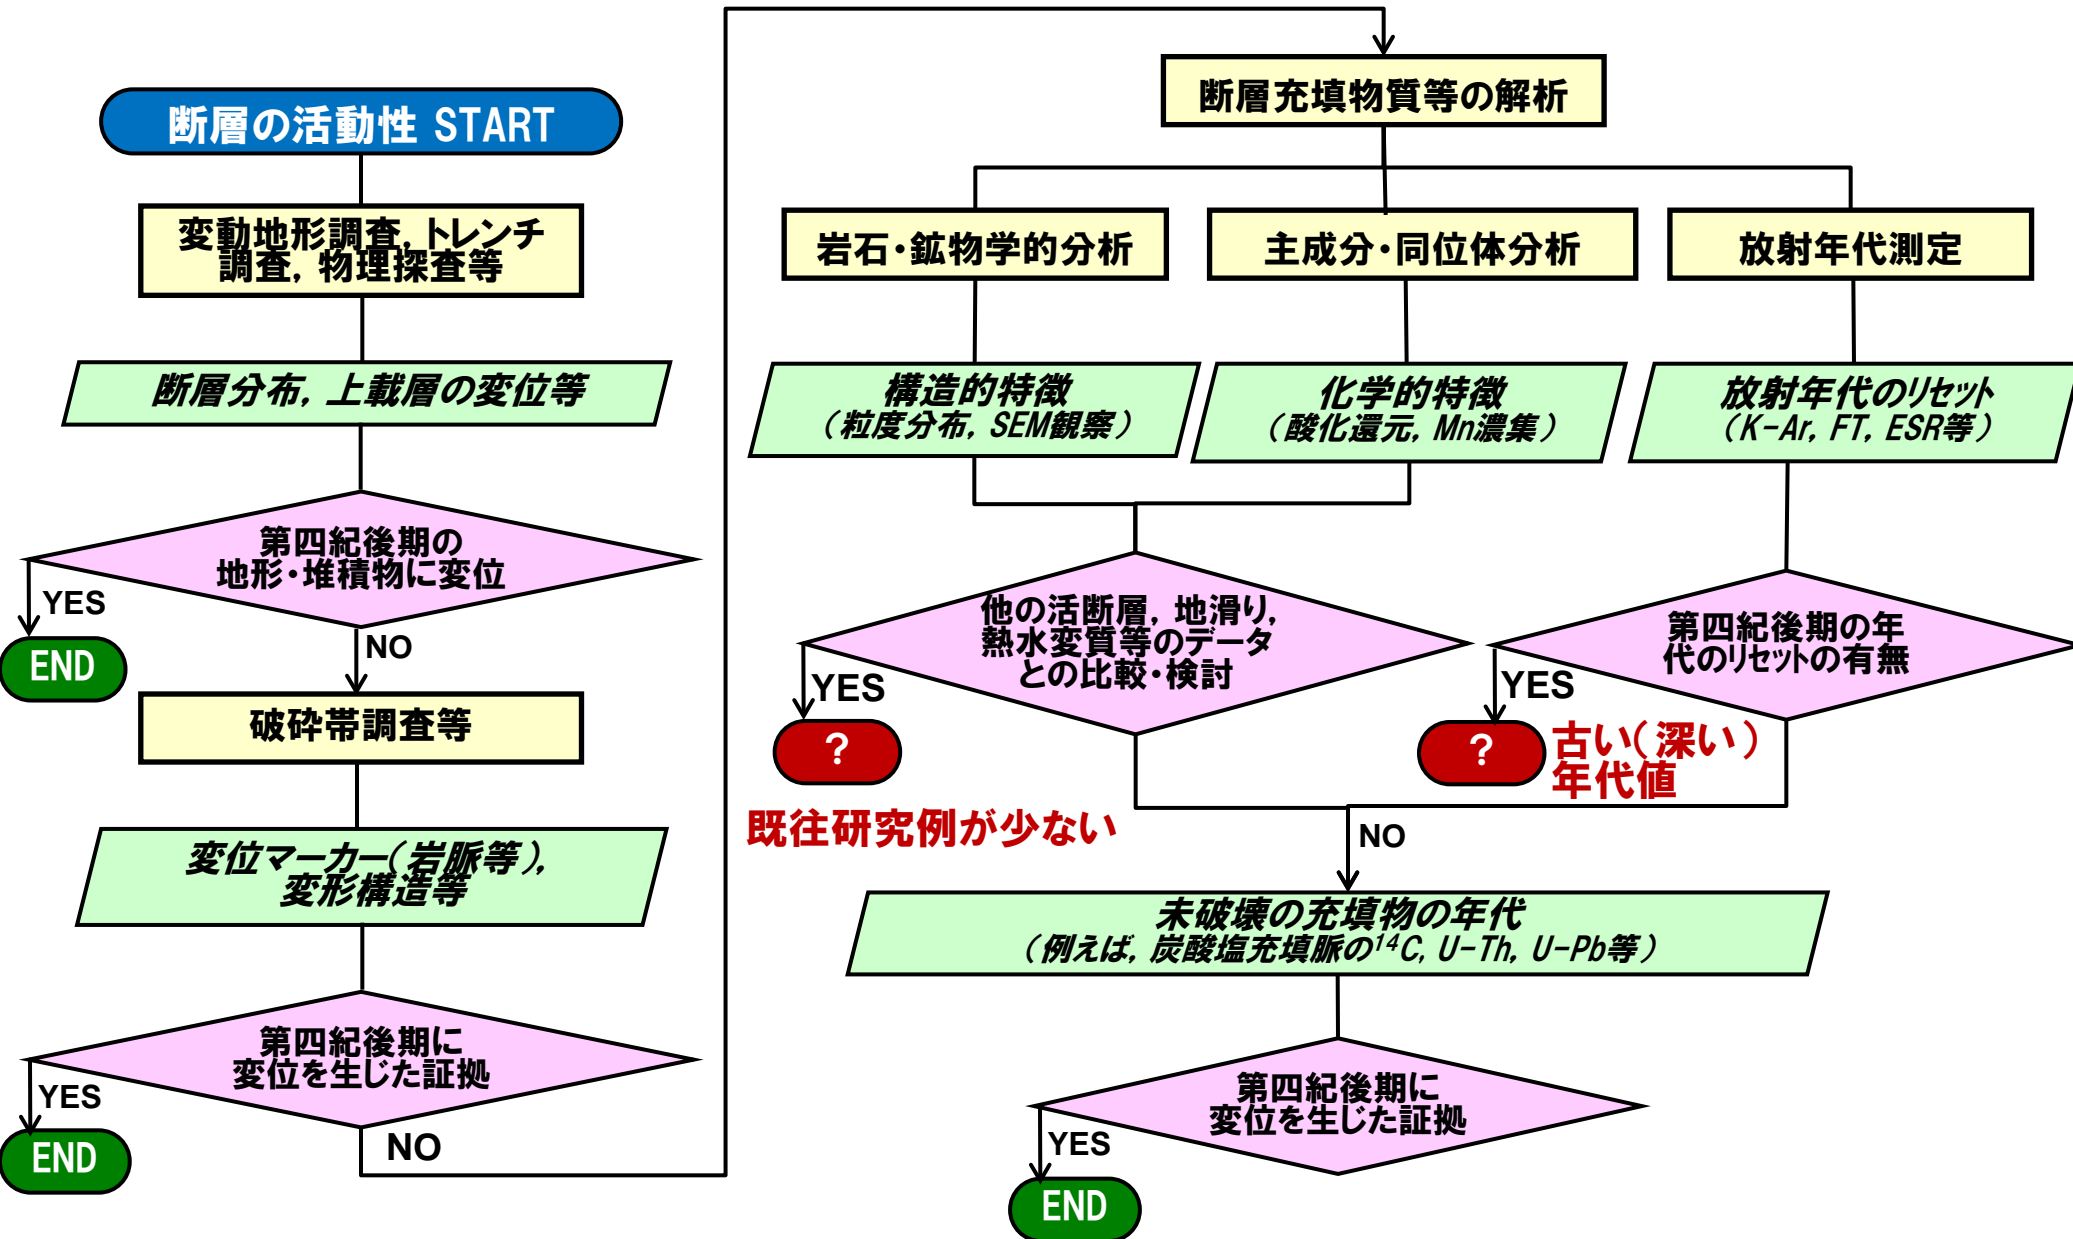 断層の活動性 START
変動地形調査, トレンチ
調査, 物理探査等
断層分布, 上載層の変位等
第四紀後期の
地形・堆積物に変位
YES
END
NO
破砕帯調査等
変位マーカー(岩脈等),
変形構造等
第四紀後期に
変位を生じた証拠
YES
END
NO
断層充填物質等の解析
岩石・鉱物学的分析
主成分・同位体分析
放射年代測定
構造的特徴
(粒度分布, SEM観察)
化学的特徴
(酸化還元, Mn濃集)
放射年代のリセット
(K-Ar, FT, ESR等)
他の活断層, 地滑り,
熱水変質等のデータ
との比較・検討
YES
?
既往研究例が少ない
第四紀後期の年
代のリセットの有無
YES
?
古い(深い)
年代値
NO
未破壊の充填物の年代
(例えば, 炭酸塩充填脈の¹⁴C, U-Th, U-Pb等)
第四紀後期に
変位を生じた証拠
YES
END